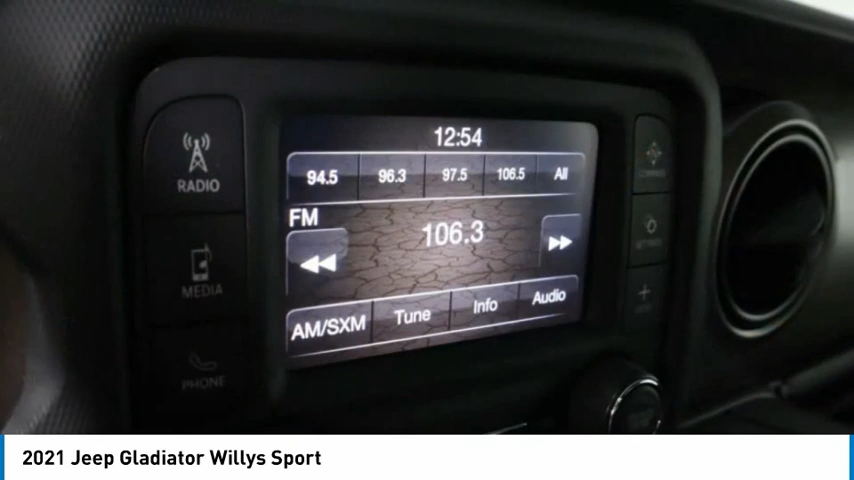 12:54
94.5 96.3 97.5 106.5 All
FM
106.3
AM/SXM Tune Info Audio
RADIO
MEDIA
PHONE
2021 Jeep Gladiator Willys Sport